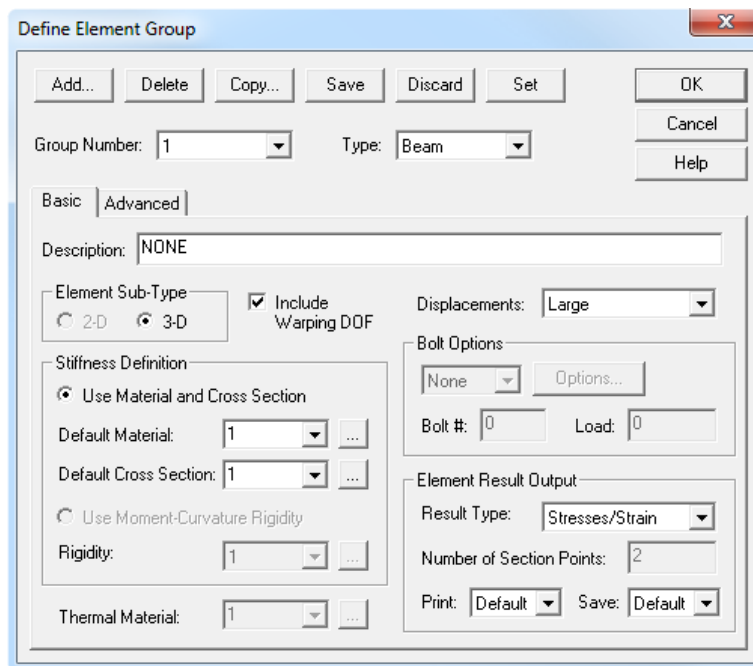 Define Element Group
Add... Delete Copy... Save Discard Set OK
Cancel
Group Number: 1 Type: Beam
Help
Basic Advanced
Description: NONE
Element Sub-Type
2-D 3-D
Include
Warping DOF
Displacements: Large
Stiffness Definition
Use Material and Cross Section
Default Material: 1 ...
Default Cross Section: 1 ...
Use Moment-Curvature Rigidity
Rigidity: 1 ...
Thermal Material: 1 ...
Bolt Options
None Options...
Bolt #: 0 Load: 0
Element Result Output
Result Type: Stresses/Strain
Number of Section Points: 2
Print: Default Save: Default